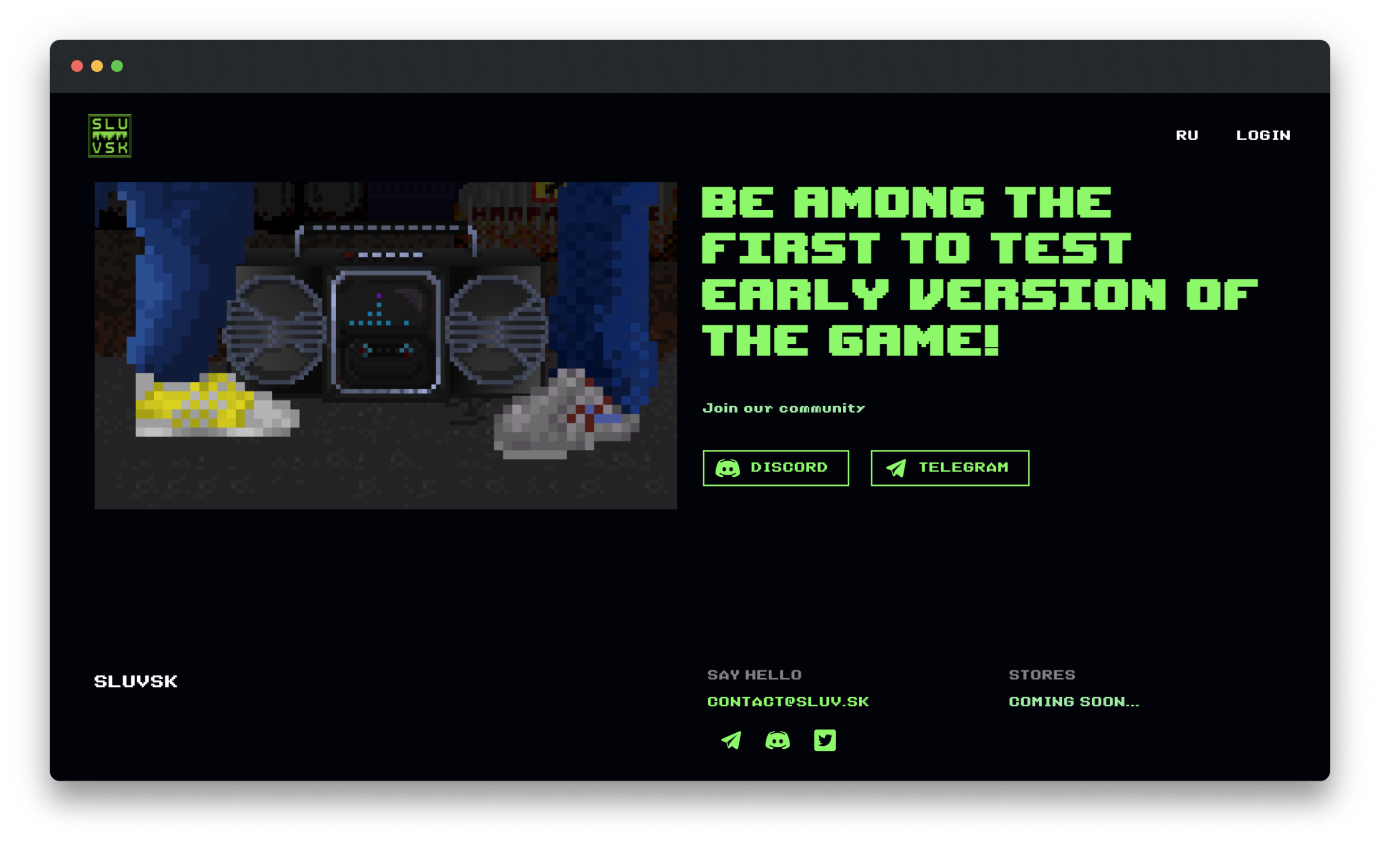 SLU
VSK
RU LOGIN
BE AMONG THE
FIRST TO TEST
EARLY VERSION OF
THE GAME!
Join our community
DISCORD TELEGRAM
SLUVSK
SAY HELLO
CONTACT@SLUV.SK
STORES
COMING SOON...